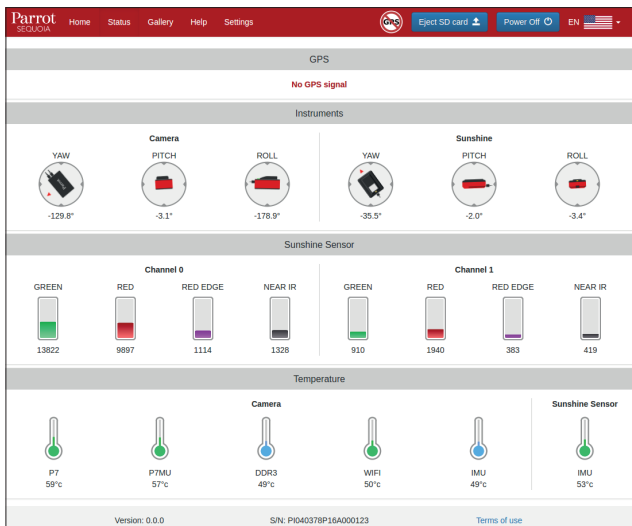 Parrot SEQUOIA Home Status Gallery Help Settings GPS Eject SD card Power Off EN
GPS
No GPS signal
Instruments
Camera Sunshine
YAW PITCH ROLL YAW PITCH ROLL
-129.8° -3.1° -178.9° -35.5° -2.0° -3.4°
Sunshine Sensor
Channel 0 Channel 1
GREEN RED RED EDGE NEAR IR GREEN RED RED EDGE NEAR IR
13822 9897 1114 1328 910 1940 383 419
Temperature
Camera Sunshine Sensor
P7 P7MU DDR3 WIFI IMU IMU
59°c 57°c 49°c 50°c 49°c 53°c
Version: 0.0.0 S/N: PI040378P16A000123 Terms of use